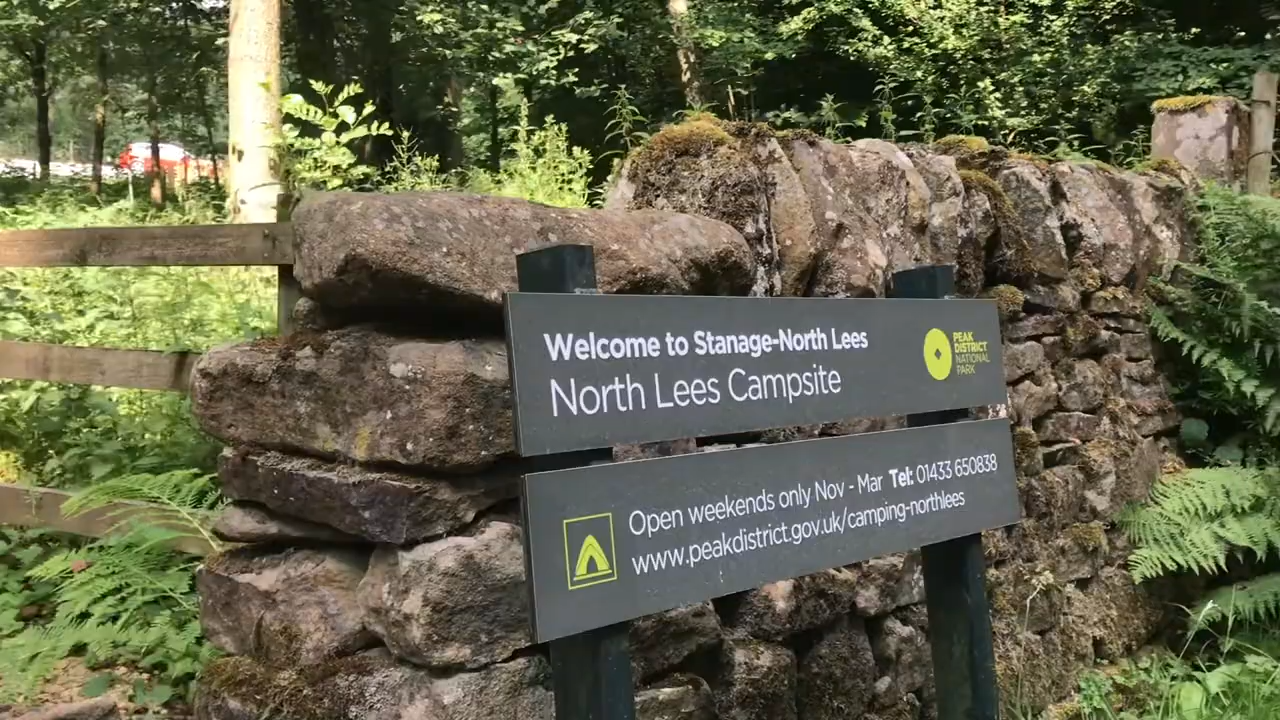 Welcome to Stanage-North Lees
North Lees Campsite
PEAK
DISTRICT
NATIONAL
PARK
Open weekends only Nov - Mar Tel: 01433 650838
www.peakdistrict.gov.uk/camping-northlees